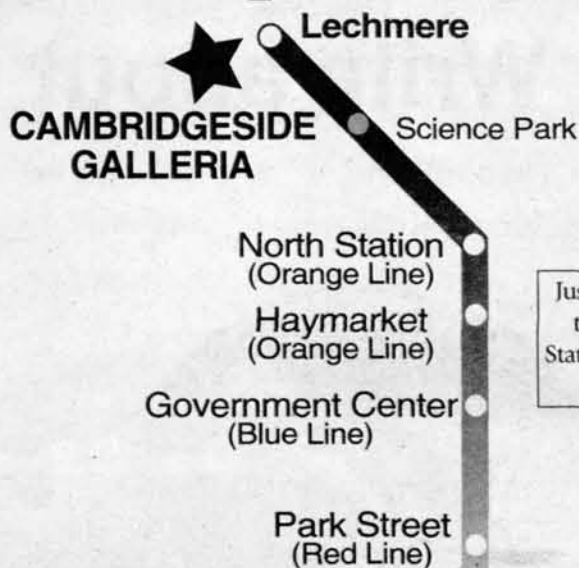 Lechmere
CAMBRIDGESIDE
GALLERIA
Science Park
North Station
(Orange Line)
Haymarket
(Orange Line)
Government Center
(Blue Line)
Park Street
(Red Line)